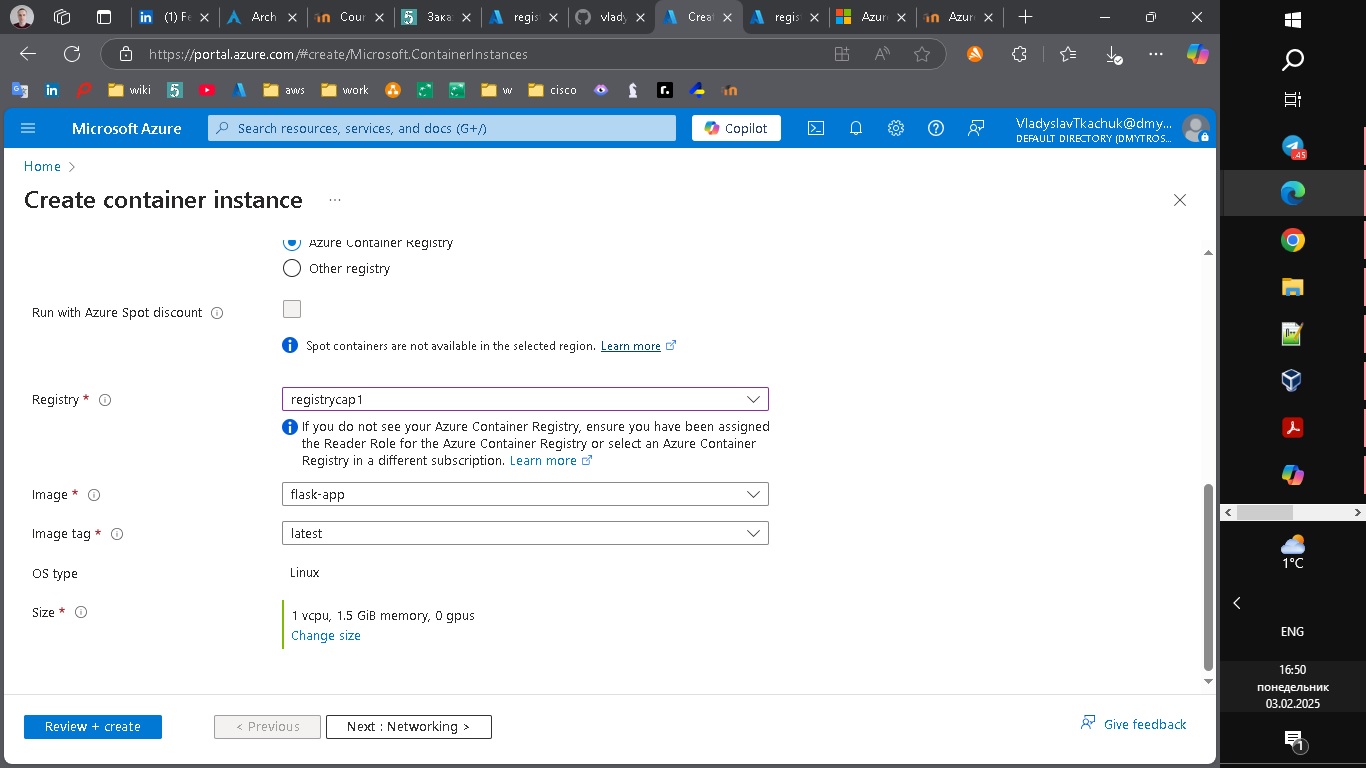 (1) Fe
Arch
Cour
Зака:
regist
vlady
Creat
regist
Azure
Azure
https://portal.azure.com/#create/Microsoft.ContainerInstances
wiki
aws
work
w
cisco
Microsoft Azure
Search resources, services, and docs (G+/)
Copilot
VladyslavTkachuk@dmy...
DEFAULT DIRECTORY (DMYTROS...
Home >
Create container instance
...
Azure Container Registry
Other registry
Run with Azure Spot discount
Spot containers are not available in the selected region. Learn more
Registry *
registrycap1
If you do not see your Azure Container Registry, ensure you have been assigned
the Reader Role for the Azure Container Registry or select an Azure Container
Registry in a different subscription. Learn more
Image *
flask-app
Image tag *
latest
OS type
Linux
Size *
1 vcpu, 1.5 GiB memory, 0 gpus
Change size
Review + create
< Previous
Next : Networking >
Give feedback
45
1°C
ENG
16:50
понедельник
03.02.2025
1